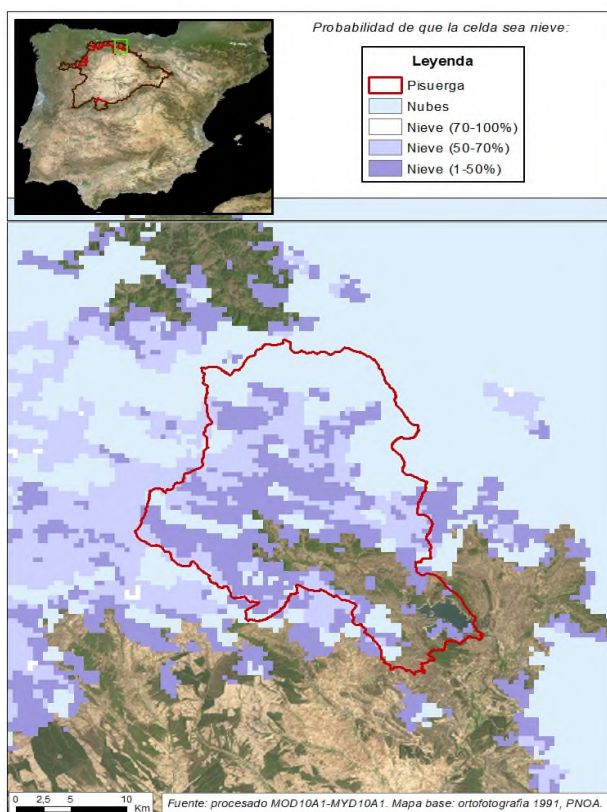 Probabilidad de que la celda sea nieve:
Leyenda
Pisuerga
Nubes
Nieve (70-100%)
Nieve (50-70%)
Nieve (1-50%)
0 2,5 5 10
Km
Fuente: procesado MOD10A1-MYD10A1. Mapa base: ortofotografía 1991, PNOA